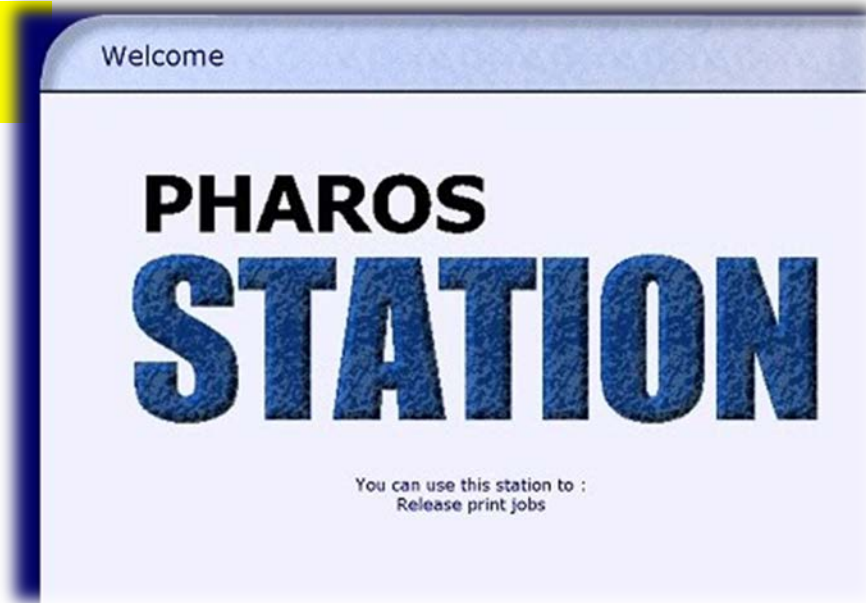 Welcome
PHAROS
STATION
You can use this station to :
Release print jobs